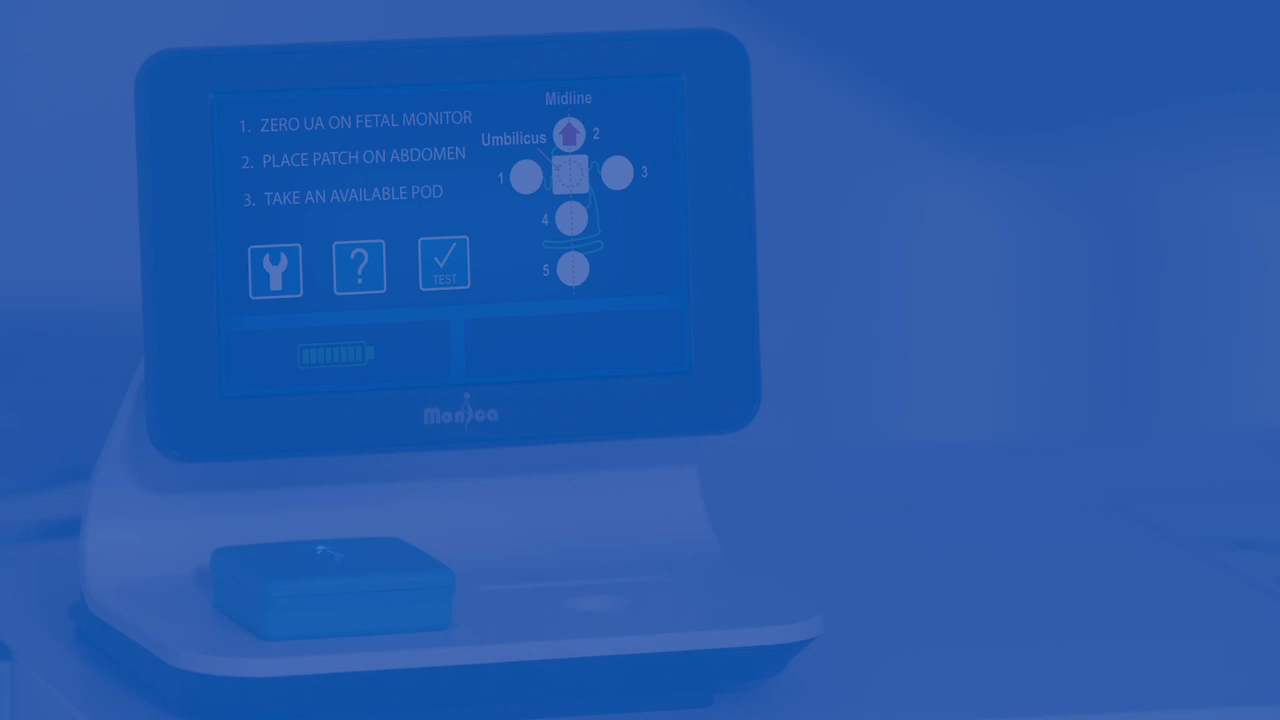 1. ZERO UA ON FETAL MONITOR
2. PLACE PATCH ON ABDOMEN
3. TAKE AN AVAILABLE POD
Midline
Umbilicus
2
1
3
4
5
?
TEST
Monica